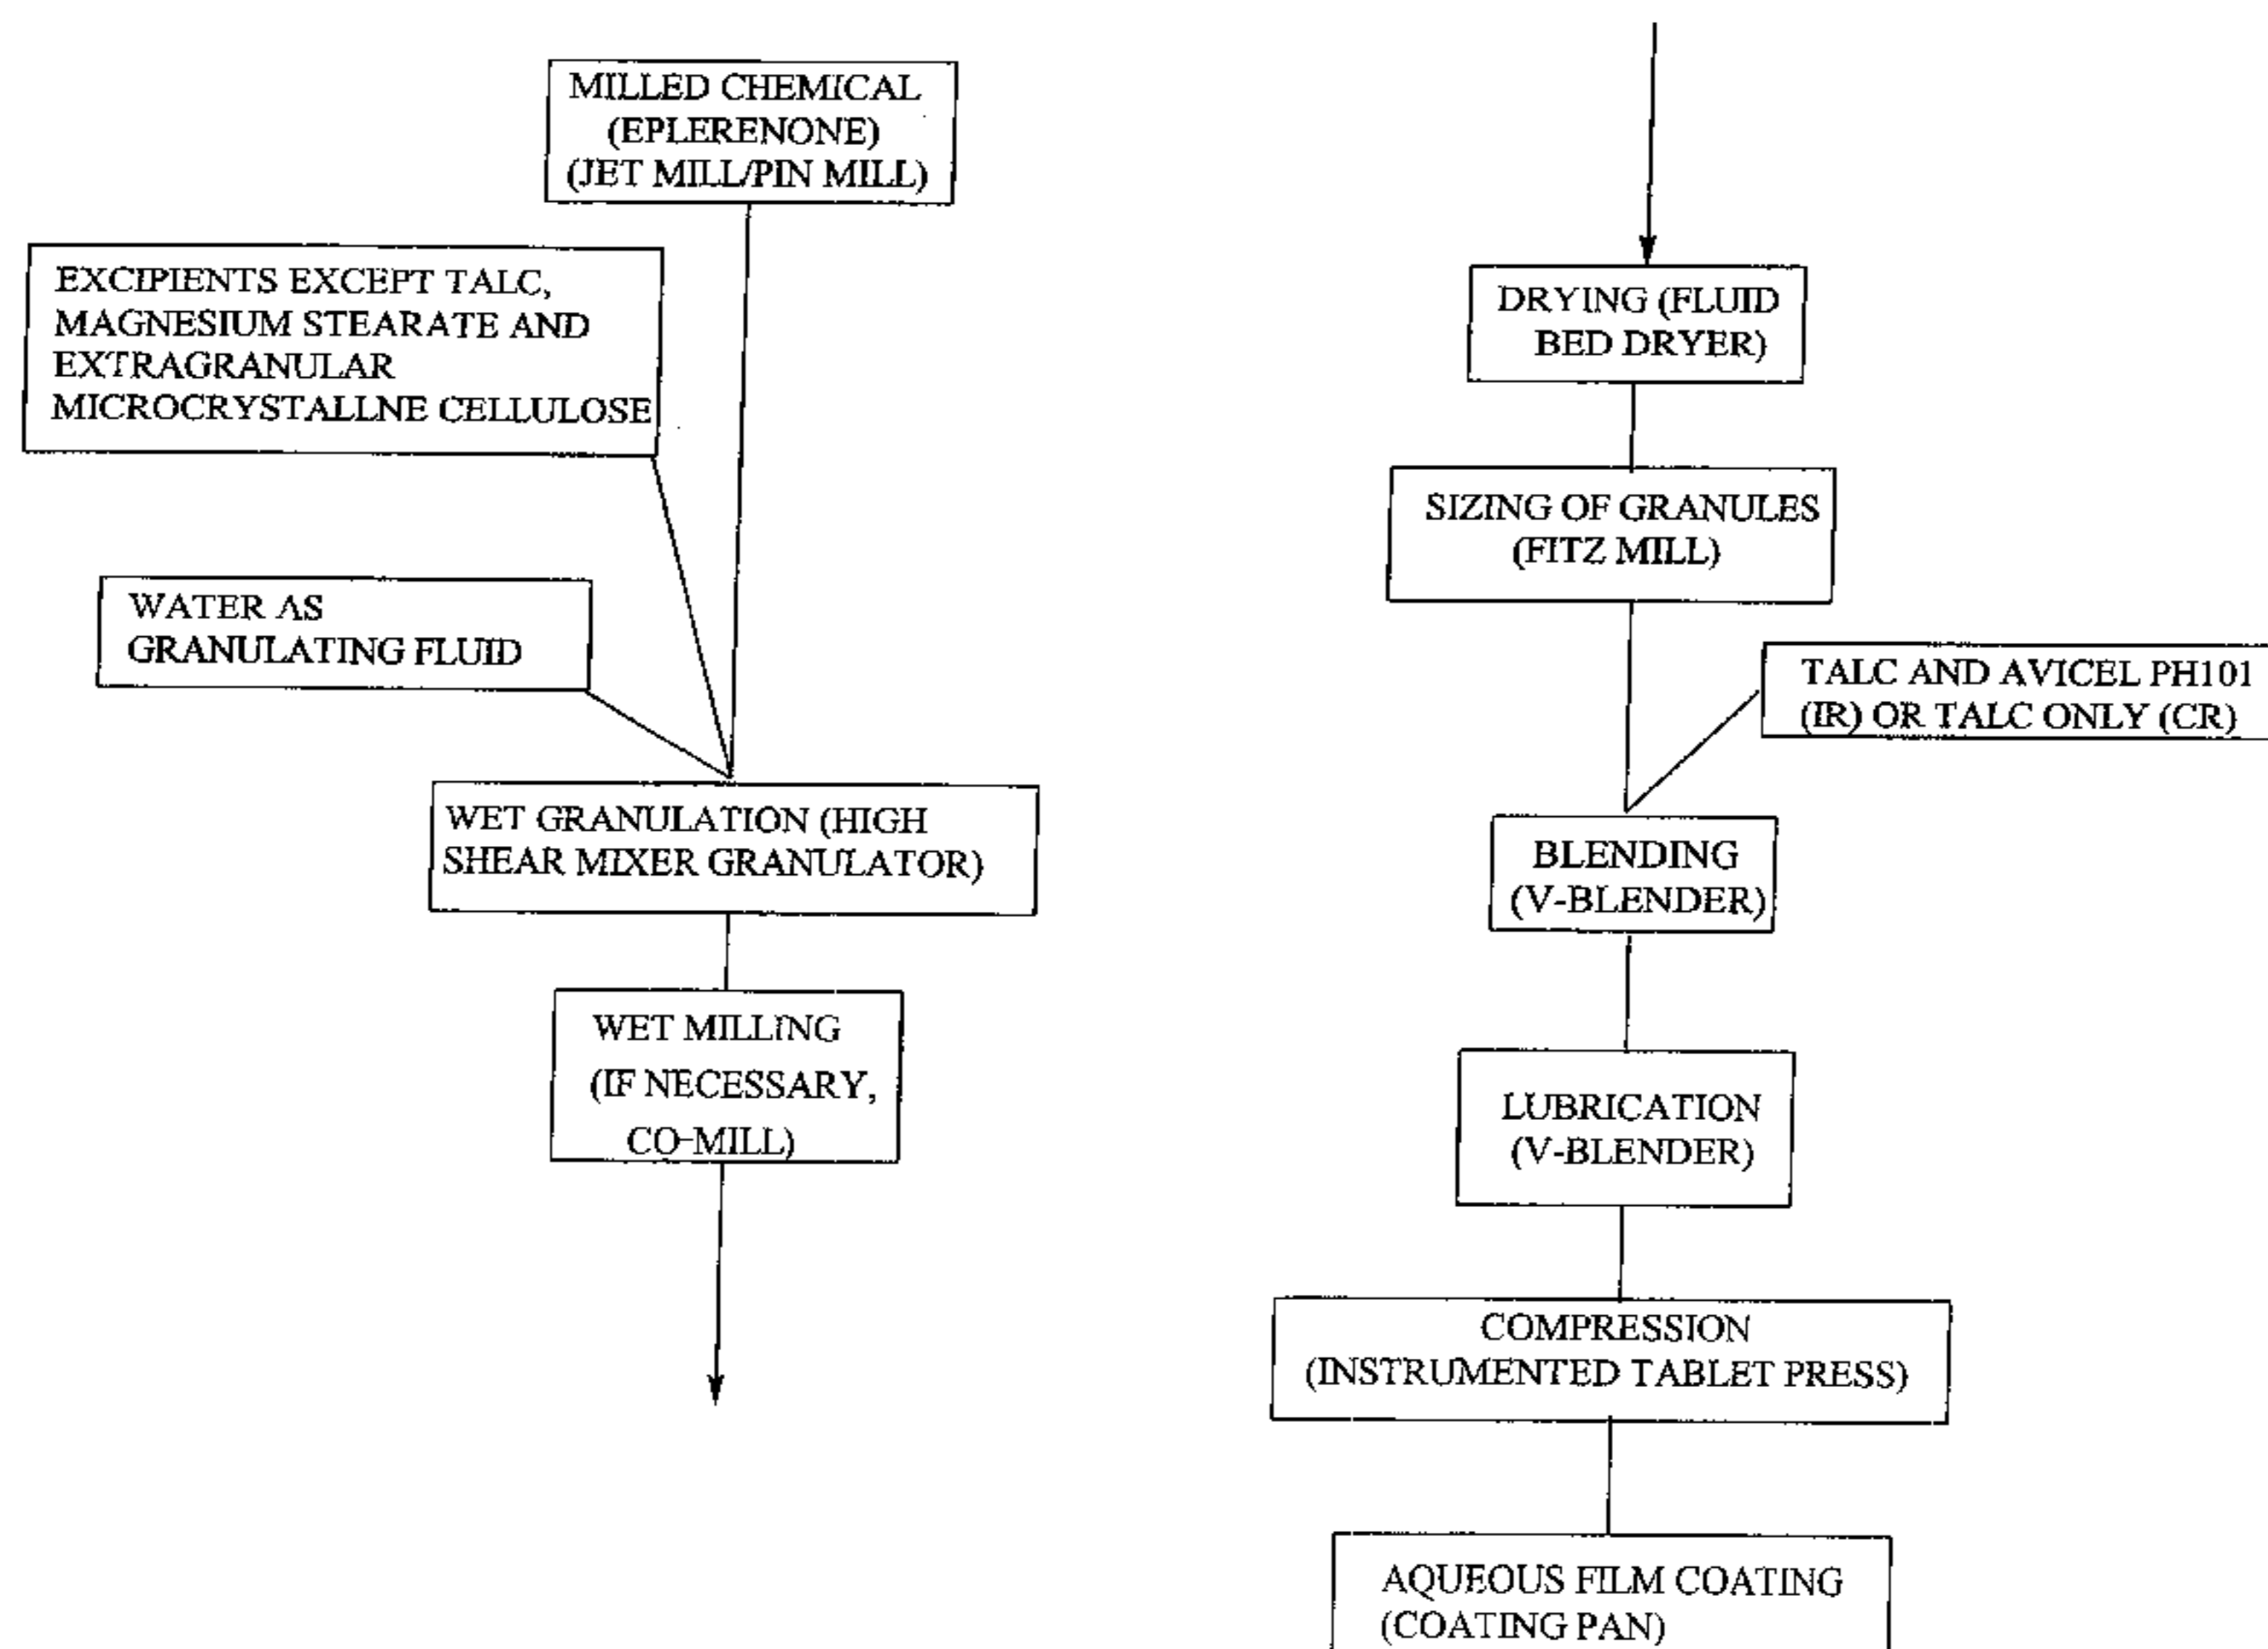 MILLED CHEMICAL
(EPLERENONE)
(JET MILL/PIN MILL)
EXCIPIENTS EXCEPT TALC,
MAGNESIUM STEARATE AND
EXTRAGRANULAR
MICROCRYSTALLNE CELLULOSE
WATER AS
GRANULATING FLUID
WET GRANULATION (HIGH
SHEAR MIXER GRANULATOR)
WET MILLING
(IF NECESSARY,
CO-MILL)
DRYING (FLUID
BED DRYER)
SIZING OF GRANULES
(FITZ MILL)
TALC AND AVICEL PH101
(IR) OR TALC ONLY (CR)
BLENDING
(V-BLENDER)
LUBRICATION
(V-BLENDER)
COMPRESSION
(INSTRUMENTED TABLET PRESS)
AQUEOUS FILM COATING
(COATING PAN)